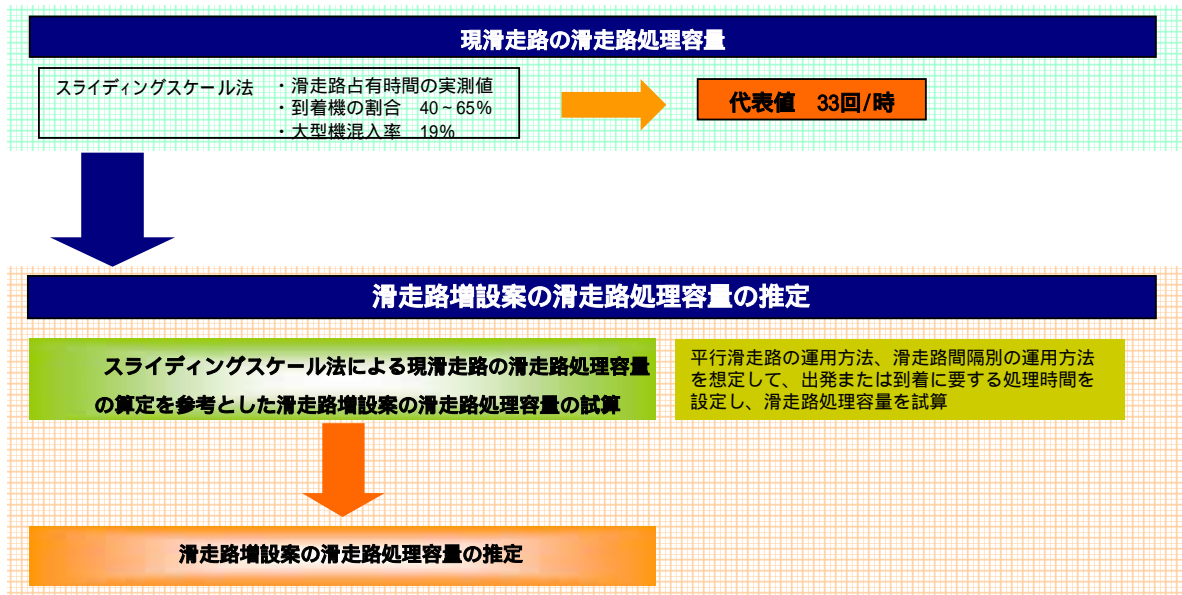 現滑走路の滑走路処理容量
スライディングスケール法
・滑走路占有時間の実測値
・到着機の割合　40~65%
・大型機混入率　19%
代表値　33回/時
滑走路増設案の滑走路処理容量の推定
スライディングスケール法による現滑走路の滑走路処理容量
の算定を参考とした滑走路増設案の滑走路処理容量の試算
平行滑走路の運用方法、滑走路間隔別の運用方法
を想定して、出発または到着に要する処理時間を
設定し、滑走路処理容量を試算
滑走路増設案の滑走路処理容量の推定